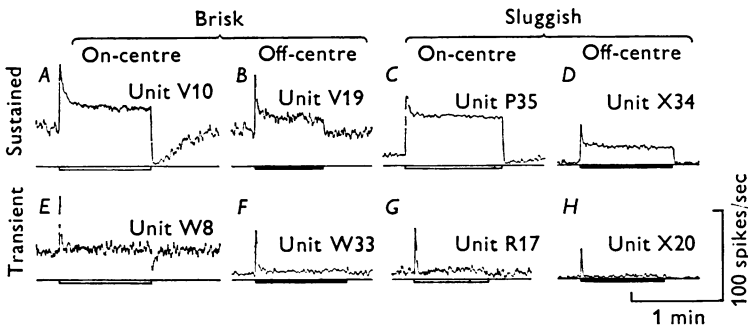 Brisk Sluggish
On-centre Off-centre On-centre Off-centre
Sustained
A Unit V10
B Unit V19
C Unit P35
D Unit X34
Transient
E Unit W8
F Unit W33
G Unit R17
H Unit X20
100 spikes/sec
1 min